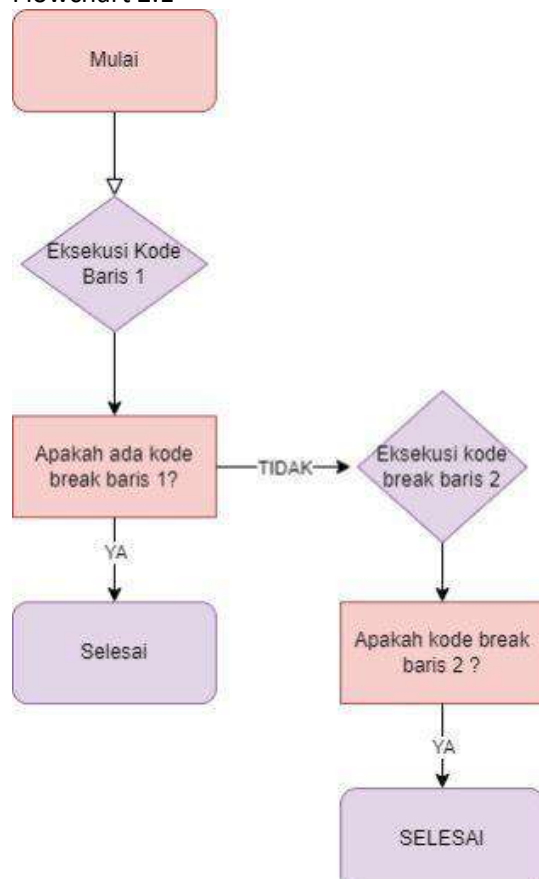 Flowchart 2.2
Mulai
Eksekusi Kode
Baris 1
Apakah ada kode
break baris 1?
TIDAK
Eksekusi kode
break baris 2
YA
Selesai
Apakah kode break
baris 2 ?
YA
SELESAI